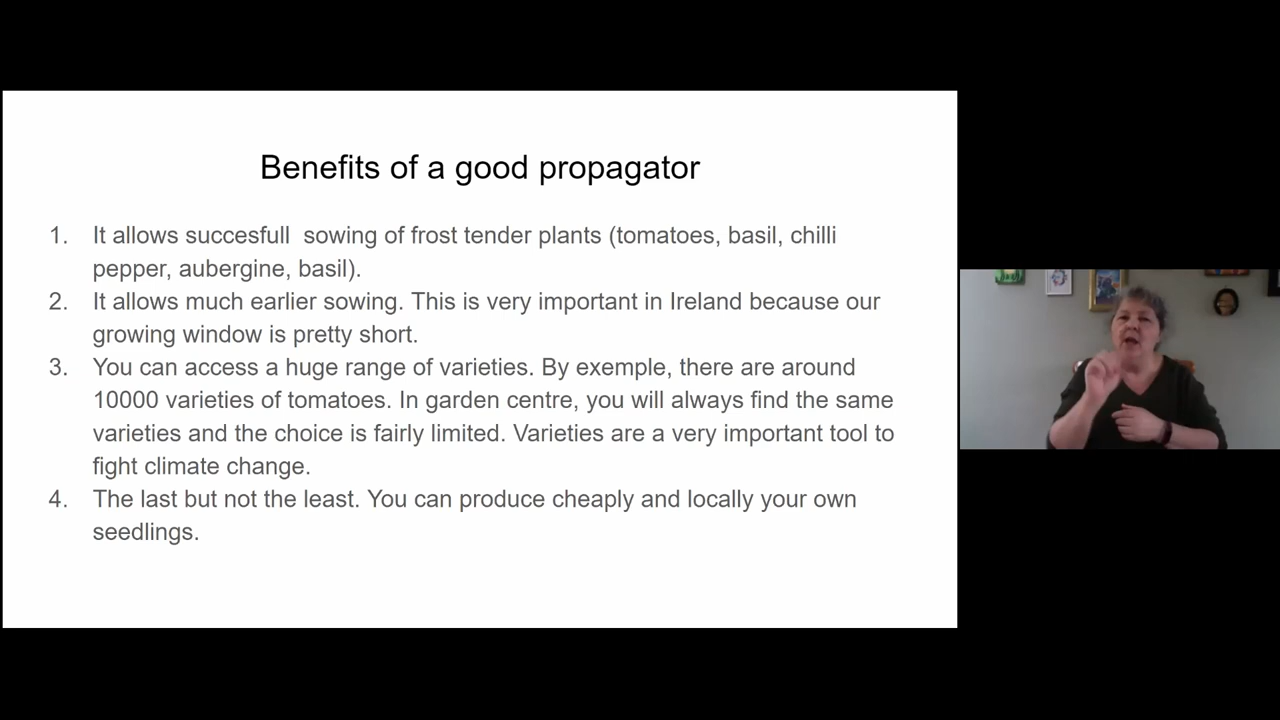 Benefits of a good propagator
1. It allows succesfull  sowing of frost tender plants (tomatoes, basil, chilli
pepper, aubergine, basil).
2. It allows much earlier sowing. This is very important in Ireland because our
growing window is pretty short.
3. You can access a huge range of varieties. By exemple, there are around
10000 varieties of tomatoes. In garden centre, you will always find the same
varieties and the choice is fairly limited. Varieties are a very important tool to
fight climate change.
4. The last but not the least. You can produce cheaply and locally your own
seedlings.